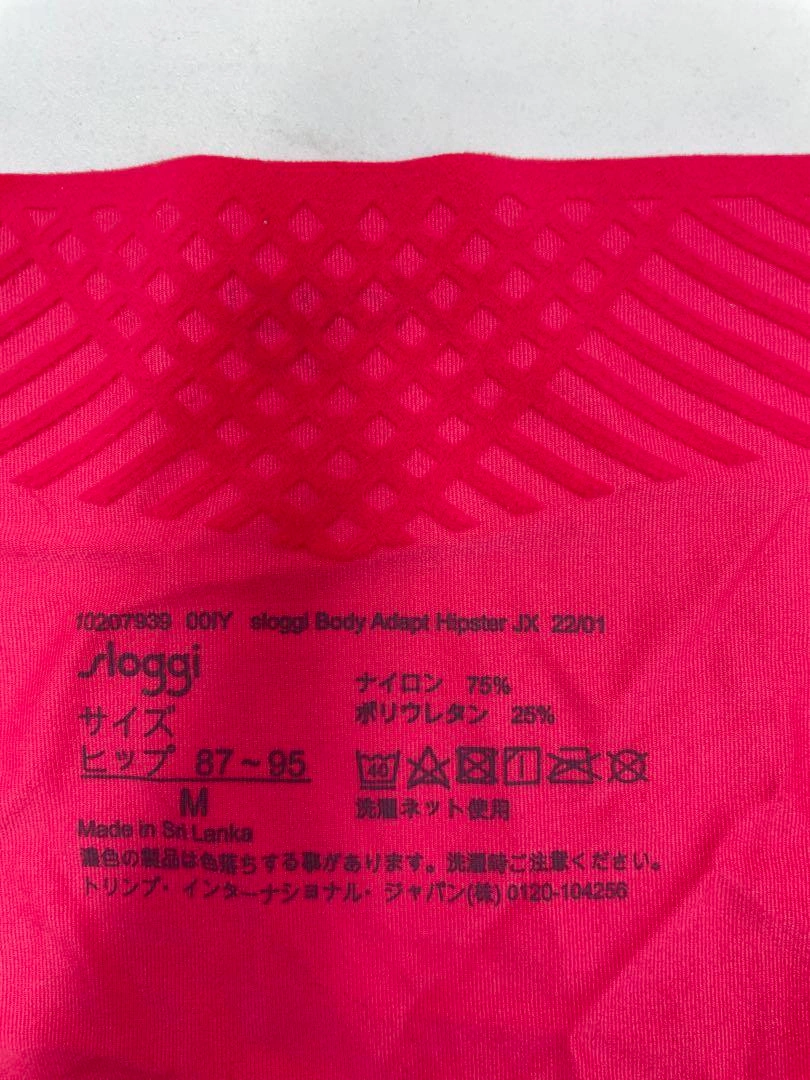 10207939 00IY sloggi Body Adapt Hipster JX 22/01
sloggi
サイズ
ヒップ 87~95
M
Made in Sri Lanka
ナイロン 75%
ポリウレタン 25%
40
洗濯ネット使用
濃色の製品は色落ちする事があります。洗濯時ご注意ください。
トリンプ・インターナショナル・ジャパン(株) 0120-104256